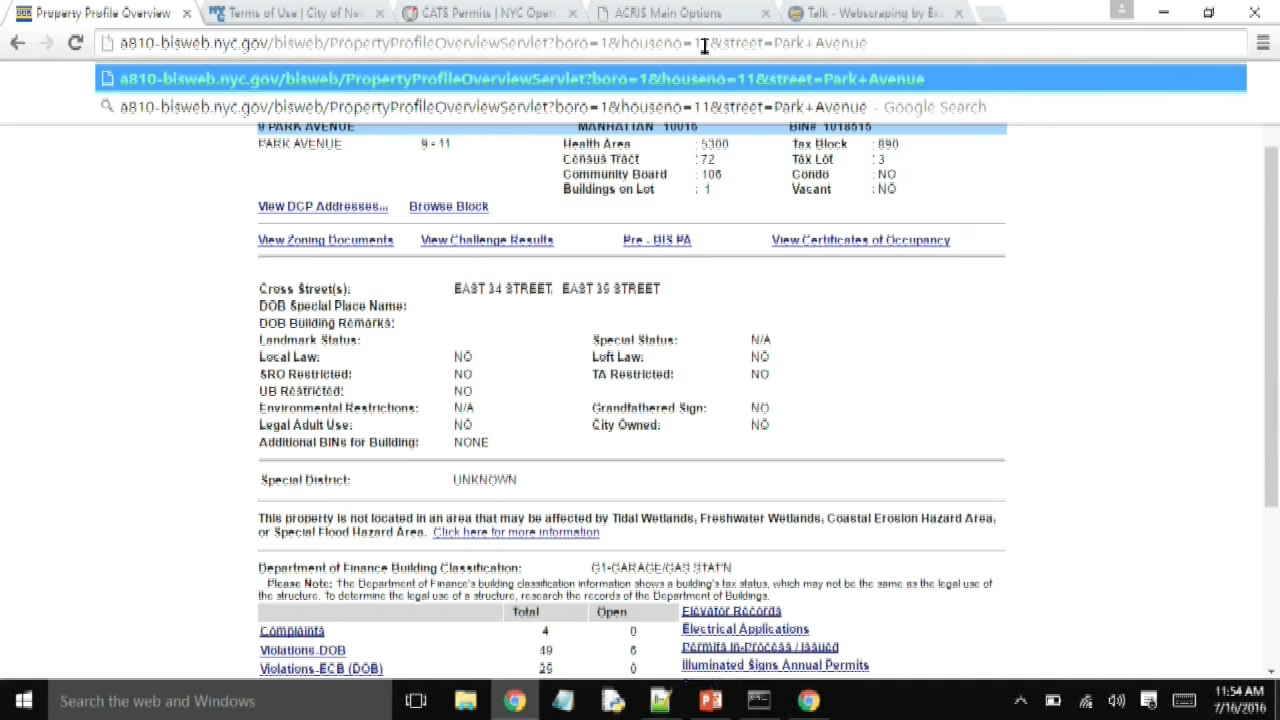 Property Profile Overview × Terms of Use | City of Ne × CATS Permits | NYC Open × ACRIS Main Options × Talk - Webscraping by Ex ×
a810-bisweb.nyc.gov/bisweb/PropertyProfileOverviewServlet?boro=1&houseno=11&street=Park+Avenue
a810-bisweb.nyc.gov/bisweb/PropertyProfileOverviewServlet?boro=1&houseno=11&street=Park+Avenue
a810-bisweb.nyc.gov/bisweb/PropertyProfileOverviewServlet?boro=1&houseno=11&street=Park+Avenue - Google Search
9 PARK AVENUE MANHATTAN 10016 BIN# 1018515
PARK AVENUE 9 - 11 Health Area : 5300 Tax Block : 890
Census Tract : 72 Tax Lot : 3
Community Board : 106 Condo : NO
Buildings on Lot : 1 Vacant : NO
View DCP Addresses... Browse Block
View Zoning Documents View Challenge Results Pre - BIS PA View Certificates of Occupancy
Cross Street(s): EAST 34 STREET, EAST 35 STREET
DOB Special Place Name:
DOB Building Remarks:
Landmark Status: Special Status: N/A
Local Law: NO Loft Law: NO
SRO Restricted: NO TA Restricted: NO
UB Restricted: NO
Environmental Restrictions: N/A Grandfathered Sign: NO
Legal Adult Use: NO City Owned: NO
Additional BINs for Building: NONE
Special District: UNKNOWN
This property is not located in an area that may be affected by Tidal Wetlands, Freshwater Wetlands, Coastal Erosion Hazard Area,
or Special Flood Hazard Area. Click here for more information
Department of Finance Building Classification: G1-GARAGE/GAS STAT'N
Please Note: The Department of Finance's building classification information shows a building's tax status, which may not be the same as the legal use of
the structure. To determine the legal use of a structure, research the records of the Department of Buildings.
Total Open Elevator Records
Complaints 4 0 Electrical Applications
Violations-DOB 49 6 Permits In-Process / Issued
Violations-ECB (DOB) 25 0 Illuminated Signs Annual Permits
Search the web and Windows
11:54 AM
7/16/2016